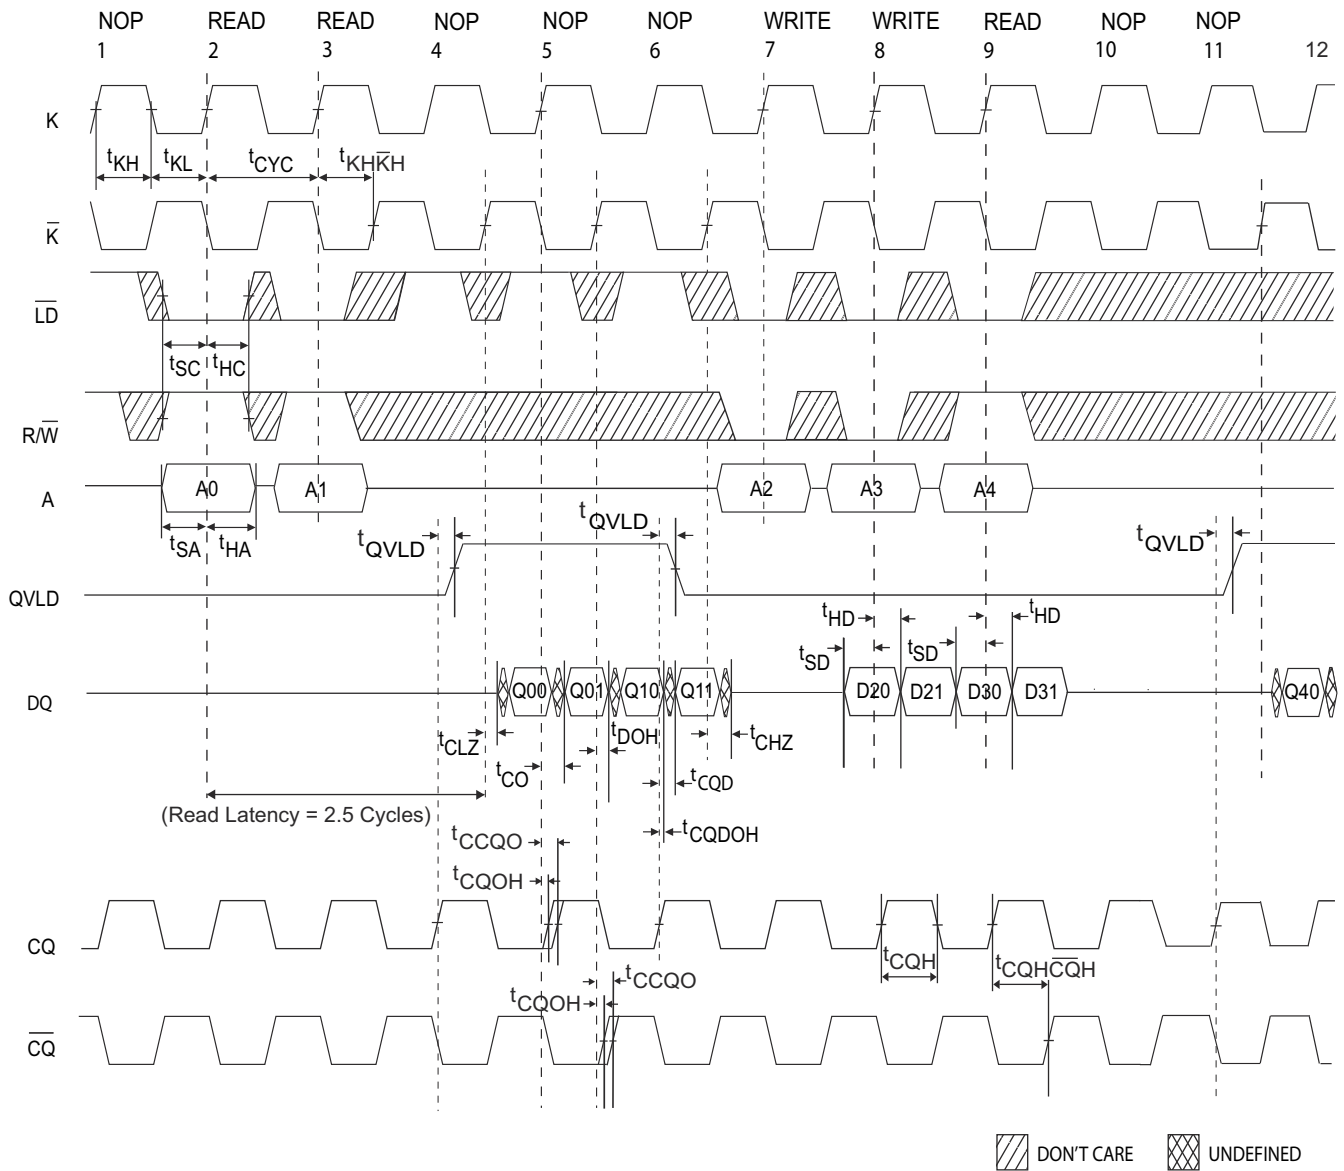 NOP READ READ NOP NOP NOP WRITE WRITE READ NOP NOP
1 2 3 4 5 6 7 8 9 10 11 12
K
tKH tKL tCYC tKHK̅H
K̅
L̅D̅
tSC tHC
R/W̅
A A0 A1 A2 A3 A4
tSA tHA tQVLD tQVLD tQVLD
QVLD
tHD tHD
tSD tSD
DQ Q00 Q01 Q10 Q11 D20 D21 D30 D31 Q40
tCLZ tDOH tCHZ
tCO tCQD
(Read Latency = 2.5 Cycles)
tCQDOH
tCCQO
tCQOH
CQ
tCQH tCQHC̅Q̅H
tCCQO
tCQOH
C̅Q̅
DON'T CARE UNDEFINED